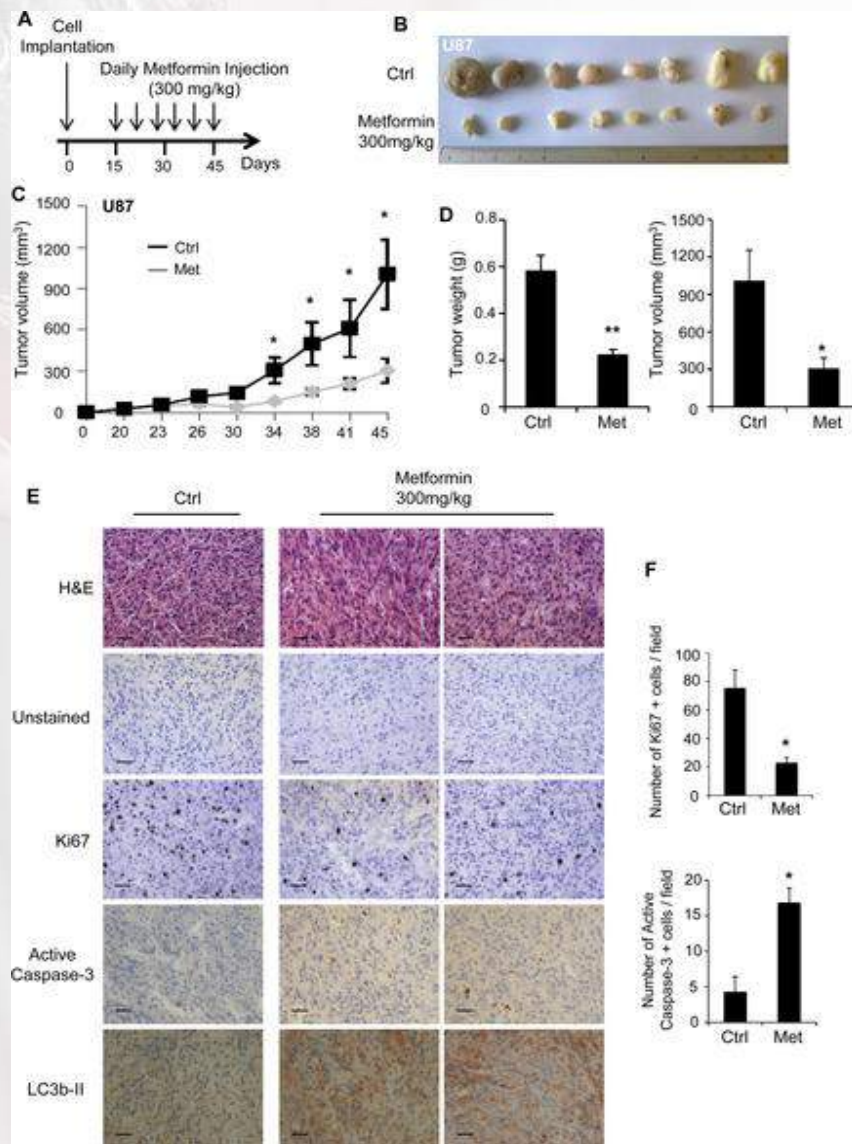 A
Cell
Implantation
Daily Metformin Injection
(300 mg/kg)
0
15
30
45
Days
B
U87
Ctrl
Metformin
300mg/kg
C
U87
Tumor volume (mm³)
1500
1200
900
600
300
0
Ctrl
Met
*
*
*
*
0
20
23
26
30
34
38
41
45
D
Tumor weight (g)
0.8
0.6
0.4
0.2
0
**
Ctrl
Met
Tumor volume (mm³)
1500
1200
900
600
300
0
*
Ctrl
Met
E
Ctrl
Metformin
300mg/kg
H&E
Unstained
Ki67
Active
Caspase-3
LC3b-II
F
Number of Ki67 + cells / field
100
80
60
40
20
0
*
Ctrl
Met
Number of Active
Caspase-3 + cells / field
20
15
10
5
0
*
Ctrl
Met